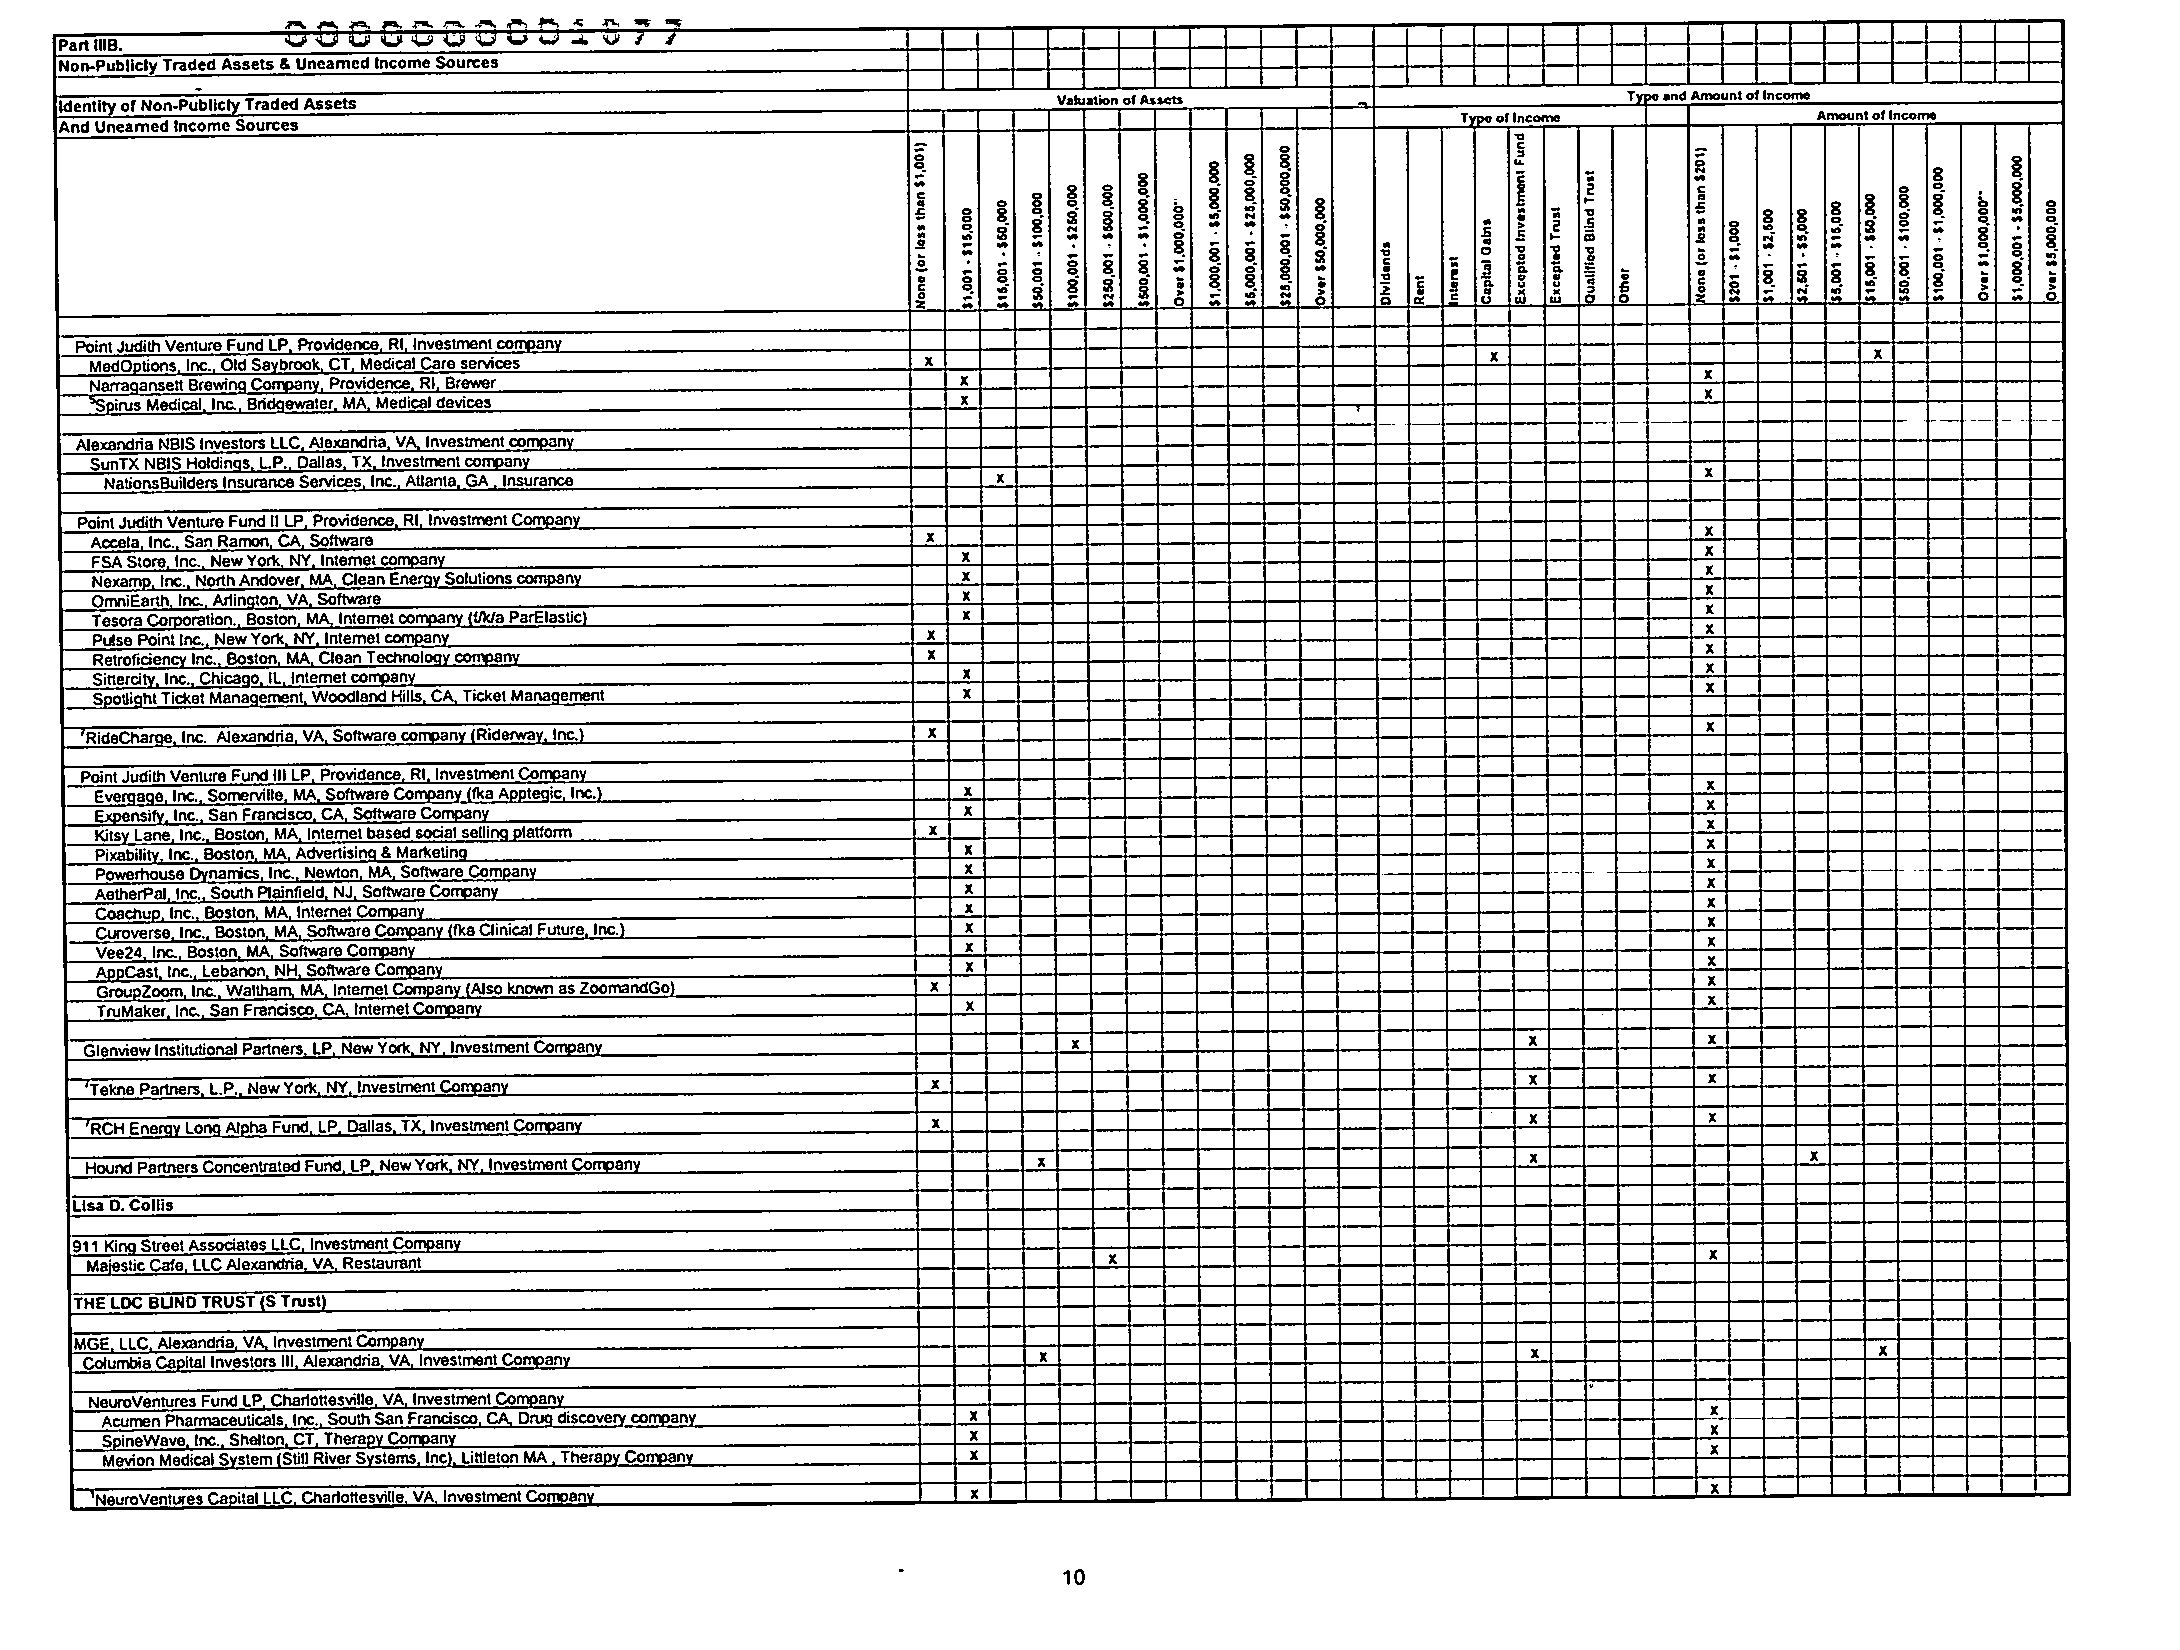 000000001077
Part IIIB.
Non-Publicly Traded Assets & Unearned Income Sources
Identity of Non-Publicly Traded Assets
And Unearned Income Sources
Valuation of Assets
Type and Amount of Income
Type of Income
Amount of Income
None (or less than $1,001)
$1,001 - $15,000
$15,001 - $50,000
$50,001 - $100,000
$100,001 - $250,000
$250,001 - $500,000
$500,001 - $1,000,000
Over $1,000,000**
$1,000,001 - $5,000,000
$5,000,001 - $25,000,000
$25,000,001 - $50,000,000
Over $50,000,000
Dividends
Rent
Interest
Capital Gains
Excepted Investment Fund
Excepted Trust
Qualified Blind Trust
Other
None (or less than $201)
$201 - $1,000
$1,001 - $2,500
$2,501 - $5,000
$5,001 - $15,000
$15,001 - $50,000
$50,001 - $100,000
$100,001 - $1,000,000
Over $1,000,000**
$1,000,001 - $5,000,000
Over $5,000,000
Point Judith Venture Fund LP, Providence, RI, Investment company
MedOptions, Inc., Old Saybrook, CT, Medical Care services x x x
Narragansett Brewing Company, Providence, RI, Brewer x x
Spirus Medical, Inc., Bridgewater, MA, Medical devices x x
Alexandria NBIS Investors LLC, Alexandria, VA, Investment company
SunTX NBIS Holdings, L.P., Dallas, TX, Investment company
NationsBuilders Insurance Services, Inc., Atlanta, GA , Insurance x x
Point Judith Venture Fund II LP, Providence, RI, Investment Company
Accela, Inc., San Ramon, CA, Software x x
FSA Store, Inc., New York, NY, Internet company x x
Nexamp, Inc., North Andover, MA, Clean Energy Solutions company x x
OmniEarth, Inc., Arlington, VA, Software x x
Tesora Corporation., Boston, MA, Internet company (f/k/a ParElastic) x x
Pulse Point Inc., New York, NY, Internet company x x
Retroficiency Inc., Boston, MA, Clean Technology company x x
Sittercity, Inc., Chicago, IL, Internet company x x
Spotlight Ticket Management, Woodland Hills, CA, Ticket Management x x
RideCharge, Inc. Alexandria, VA, Software company (Riderway, Inc.) x x
Point Judith Venture Fund III LP, Providence, RI, Investment Company
Evergage, Inc., Somerville, MA, Software Company (fka Apptegic, Inc.) x x
Expensify, Inc., San Francisco, CA, Software Company x x
Kitsy Lane, Inc., Boston, MA, Internet based social selling platform x x
Pixability, Inc., Boston, MA, Advertising & Marketing x x
Powerhouse Dynamics, Inc., Newton, MA, Software Company x x
AetherPal, Inc., South Plainfield, NJ, Software Company x x
Coachup, Inc., Boston, MA, Internet Company x x
Curoverse, Inc., Boston, MA, Software Company (fka Clinical Future, Inc.) x x
Vee24, Inc., Boston, MA, Software Company x x
AppCast, Inc., Lebanon, NH, Software Company x x
GroupZoom, Inc., Waltham, MA, Internet Company (Also known as ZoomandGo) x x
TruMaker, Inc., San Francisco, CA, Internet Company x x
Glenview Institutional Partners, LP, New York, NY, Investment Company x x x
Tekne Partners, L.P., New York, NY, Investment Company x x x
RCH Energy Long Alpha Fund, LP, Dallas, TX, Investment Company x x x
Hound Partners Concentrated Fund, LP, New York, NY, Investment Company x x x
Lisa D. Collis
911 King Street Associates LLC, Investment Company
Majestic Cafe, LLC Alexandria, VA, Restaurant x x
THE LDC BLIND TRUST (S Trust)
MGE, LLC, Alexandria, VA, Investment Company
Columbia Capital Investors III, Alexandria, VA, Investment Company x x x
NeuroVentures Fund LP, Charlottesville, VA, Investment Company
Acumen Pharmaceuticals, Inc., South San Francisco, CA, Drug discovery company x x
SpineWave, Inc., Shelton, CT, Therapy Company x x
Mevion Medical System (Still River Systems, Inc), Littleton MA , Therapy Company x x
NeuroVentures Capital LLC, Charlottesville, VA, Investment Company x x
10